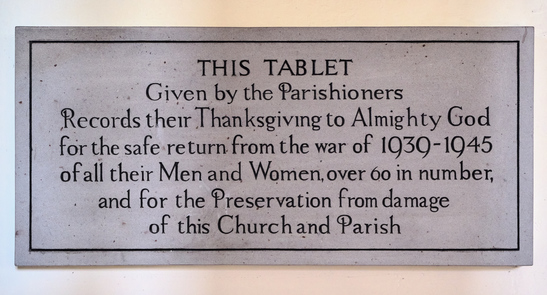 THIS TABLET
Given by the Parishioners
Records their Thanksgiving to Almighty God
for the safe return from the war of 1939-1945
of all their Men and Women, over 60 in number,
and for the Preservation from damage
of this Church and Parish